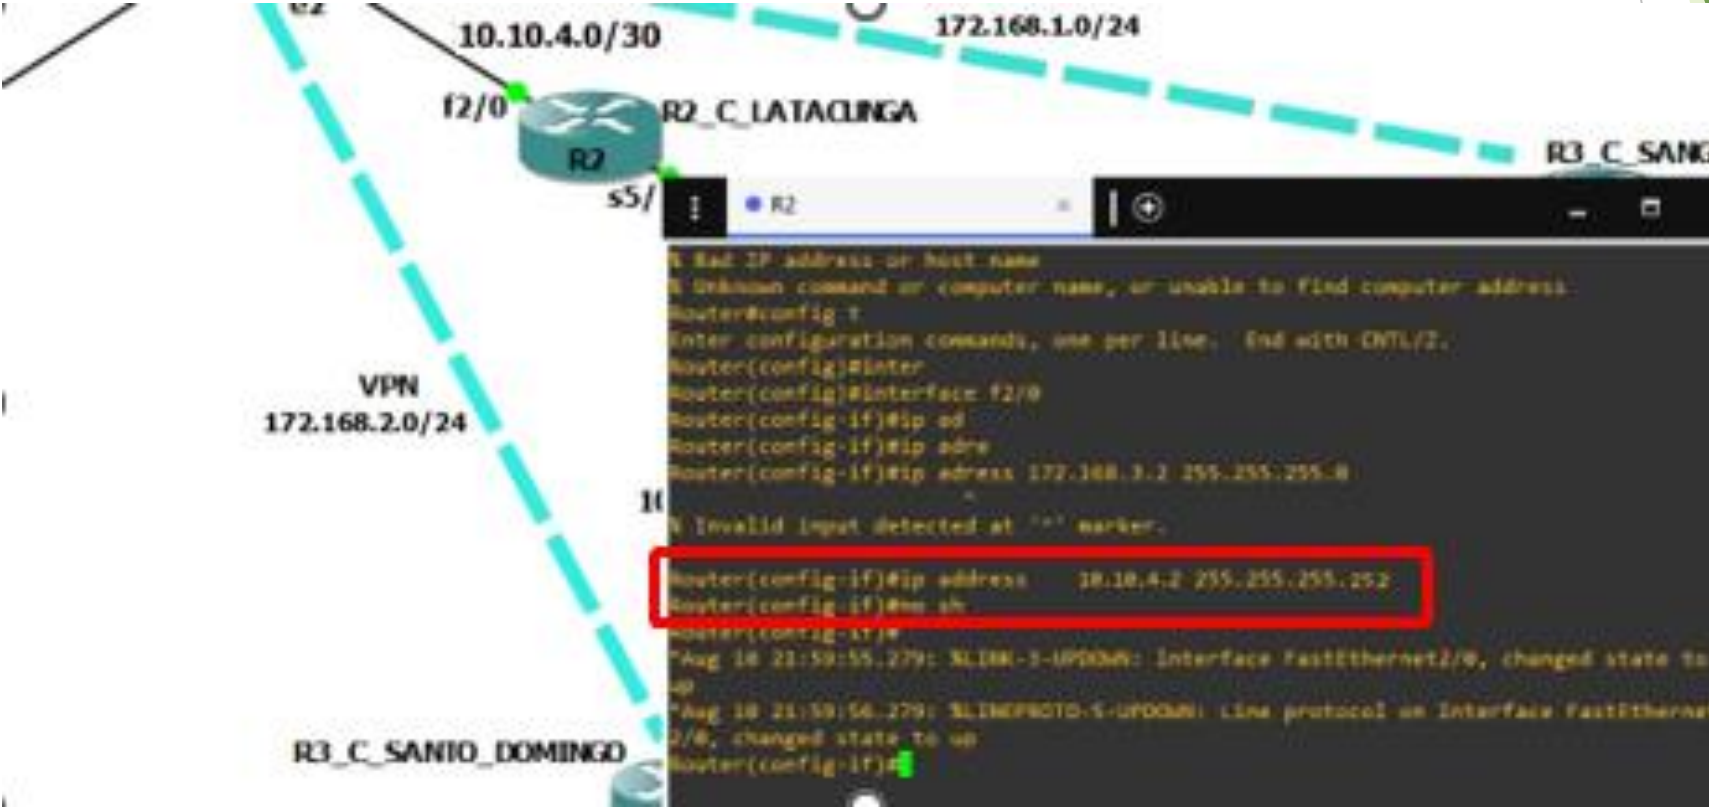 e2
10.10.4.0/30
172.168.1.0/24
f2/0
R2_C_LATACUNGA
R2
R3_C_SANG
s5/
R2
% Bad IP address or host name
% Unknown command or computer name, or unable to find computer address
Router#config t
Enter configuration commands, one per line.  End with CNTL/Z.
Router(config)#inter
Router(config)#interface f2/0
Router(config-if)#ip ad
Router(config-if)#ip adre
Router(config-if)#ip adress 172.168.3.2 255.255.255.0
^
% Invalid input detected at '^' marker.
Router(config-if)#ip address    10.10.4.2 255.255.255.252
Router(config-if)#no sh
Router(config-if)#
*Aug 10 21:59:55.279: %LINK-3-UPDOWN: Interface FastEthernet2/0, changed state to
up
*Aug 10 21:59:56.279: %LINEPROTO-5-UPDOWN: Line protocol on Interface FastEtherne
2/0, changed state to up
Router(config-if)#
VPN
172.168.2.0/24
10
R3_C_SANTO_DOMINGO